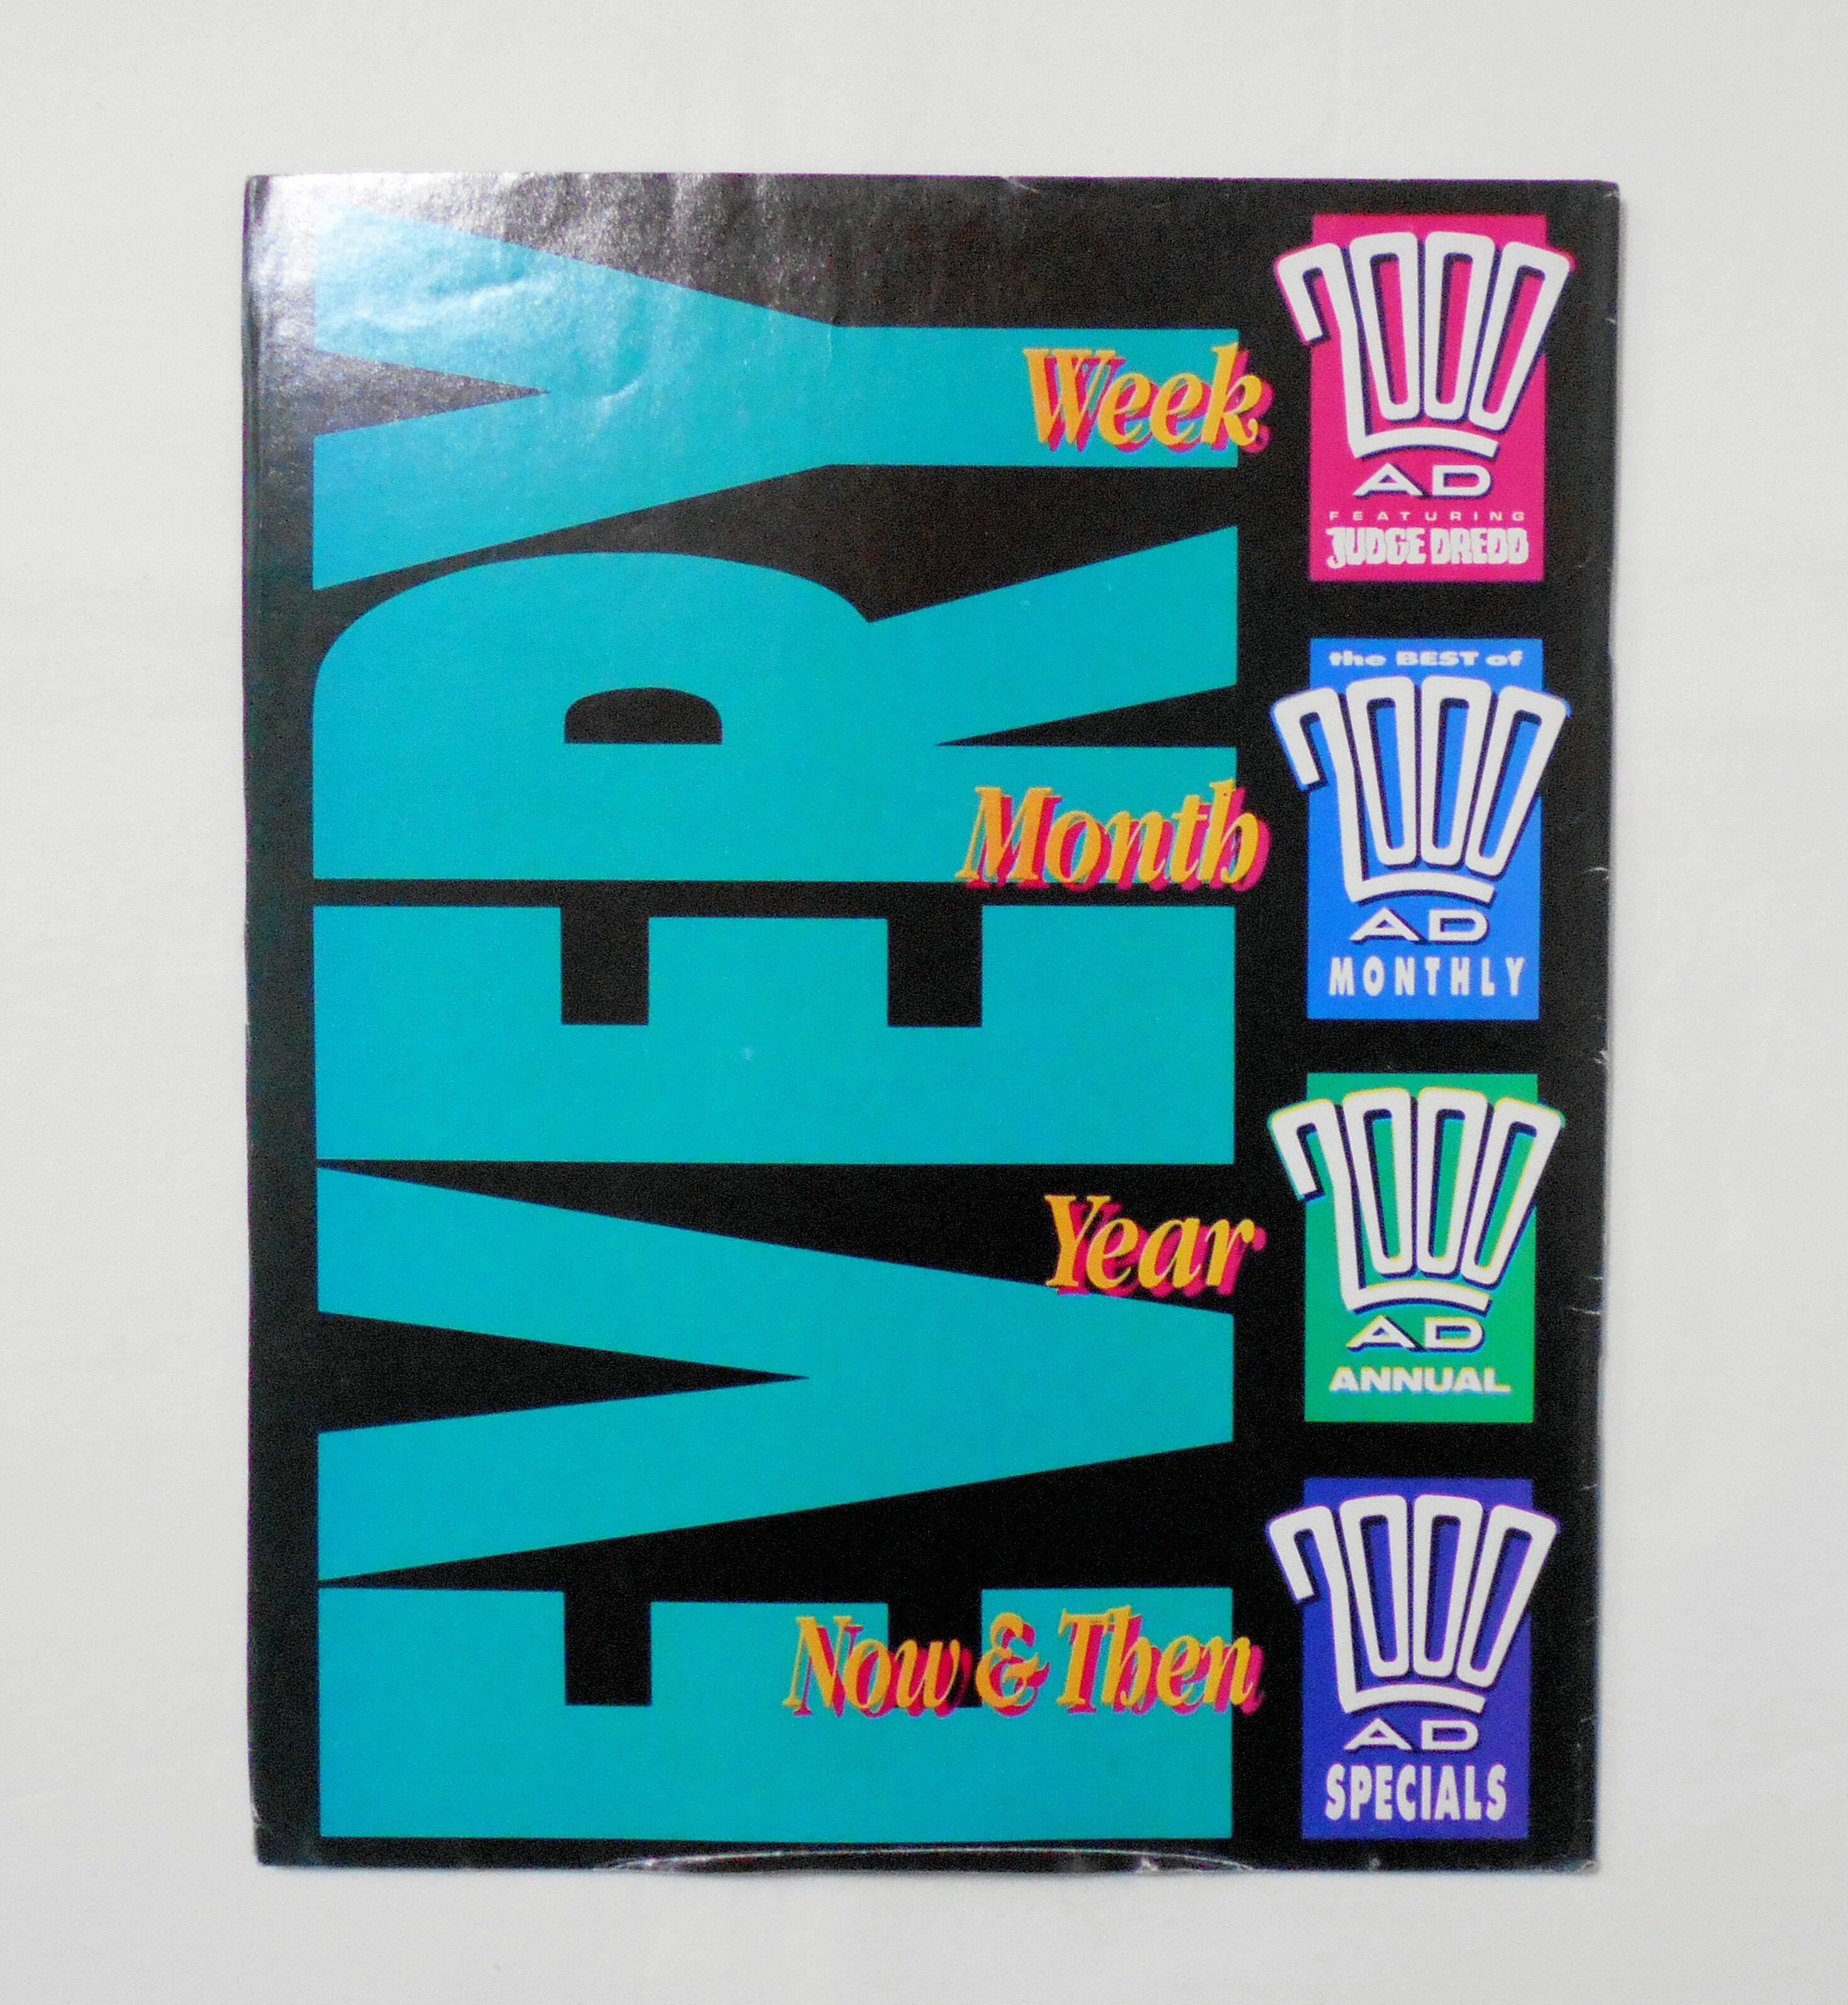 EVERY
Week
2000
AD
FEATURING
JUDGE DREDD
Month
the BEST of
2000
AD
MONTHLY
Year
2000
AD
ANNUAL
Now & Then
2000
AD
SPECIALS